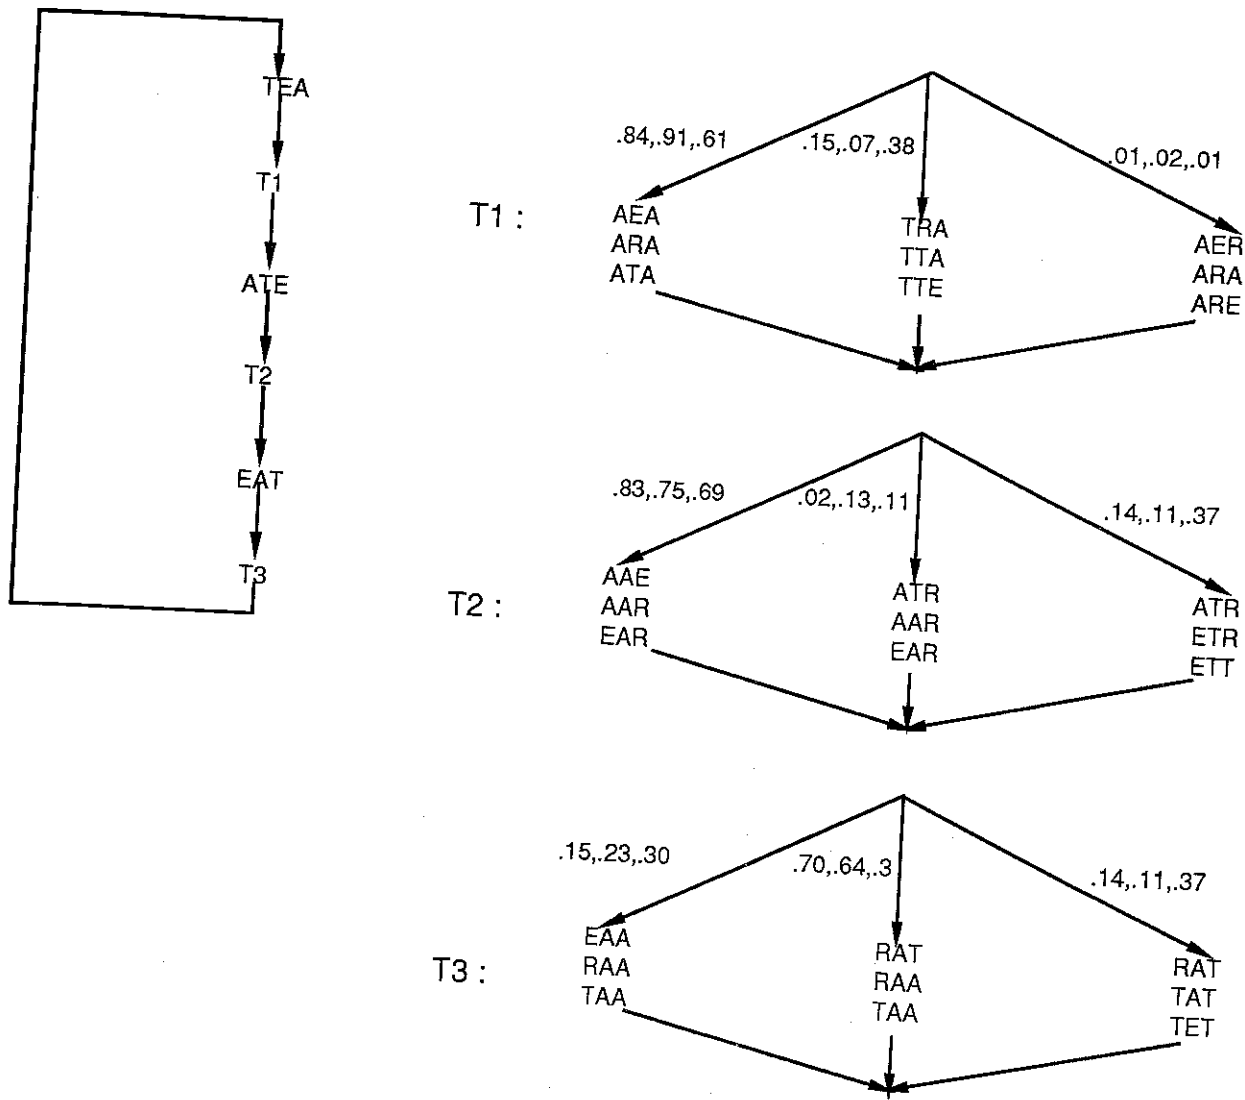 TEA
T1
ATE
T2
EAT
T3
T1 :
.84,.91,.61
.15,.07,.38
.01,.02,.01
AEA
ARA
ATA
TRA
TTA
TTE
AER
ARA
ARE
T2 :
.83,.75,.69
.02,.13,.11
.14,.11,.37
AAE
AAR
EAR
ATR
AAR
EAR
ATR
ETR
ETT
T3 :
.15,.23,.30
.70,.64,.3
.14,.11,.37
EAA
RAA
TAA
RAT
RAA
TAA
RAT
TAT
TET